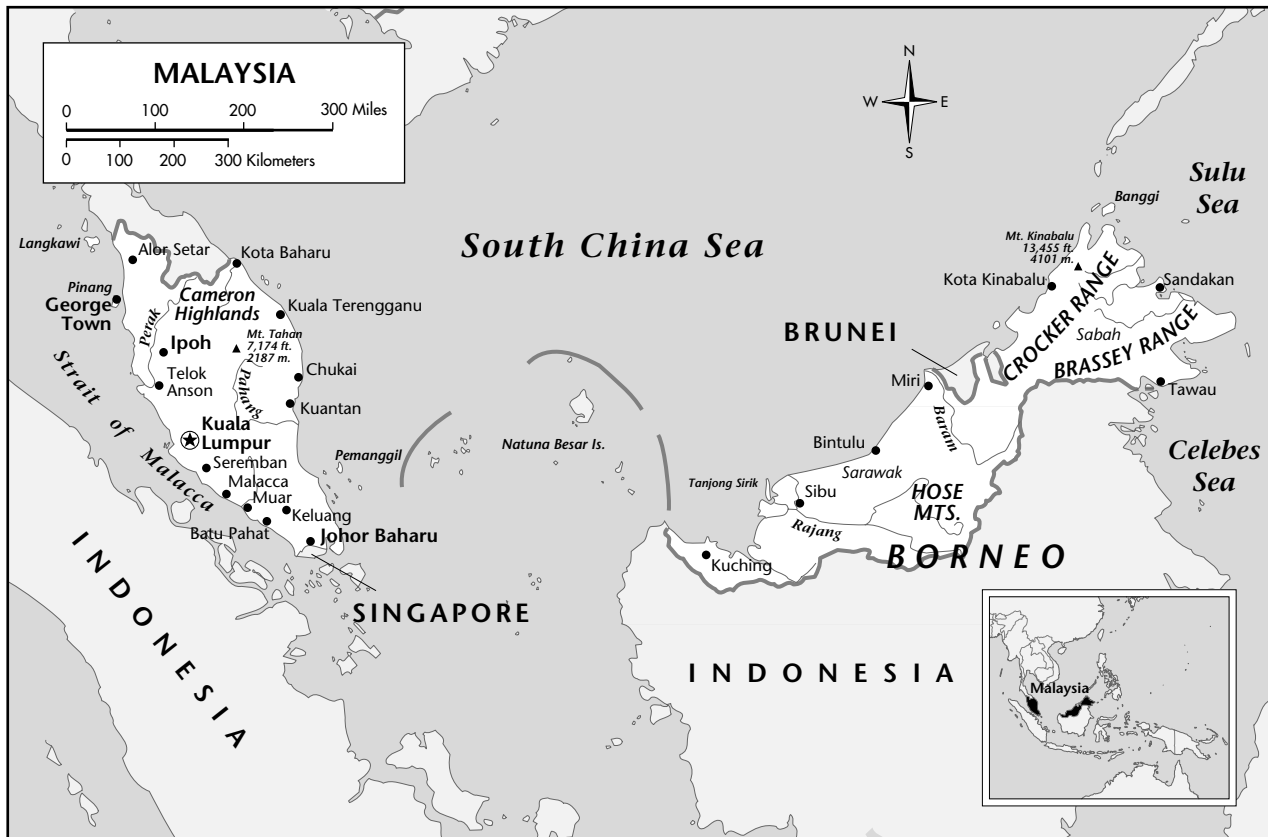 MALAYSIA
0 100 200 300 Miles
0 100 200 300 Kilometers
N
W E
S
Sulu
Sea
Banggi
South China Sea
Mt. Kinabalu
13,455 ft.
4101 m.
Kota Kinabalu
Sandakan
CROCKER RANGE
Sabah
BRASSEY RANGE
Tawau
Celebes
Sea
BRUNEI
Miri
Baram
Bintulu
Sarawak
Tanjong Sirik
Sibu
HOSE
MTS.
Rajang
BORNEO
Kuching
INDONESIA
Langkawi
Alor Setar
Kota Baharu
Pinang
George
Town
Cameron
Highlands
Kuala Terengganu
Perak
Ipoh
Mt. Tahan
7,174 ft.
2187 m.
Telok
Anson
Chukai
Pahang
Kuantan
Strait of Malacca
Kuala
Lumpur
Seremban
Malacca
Muar
Keluang
Batu Pahat
Johor Baharu
Pemanggil
Natuna Besar Is.
SINGAPORE
INDONESIA
Malaysia